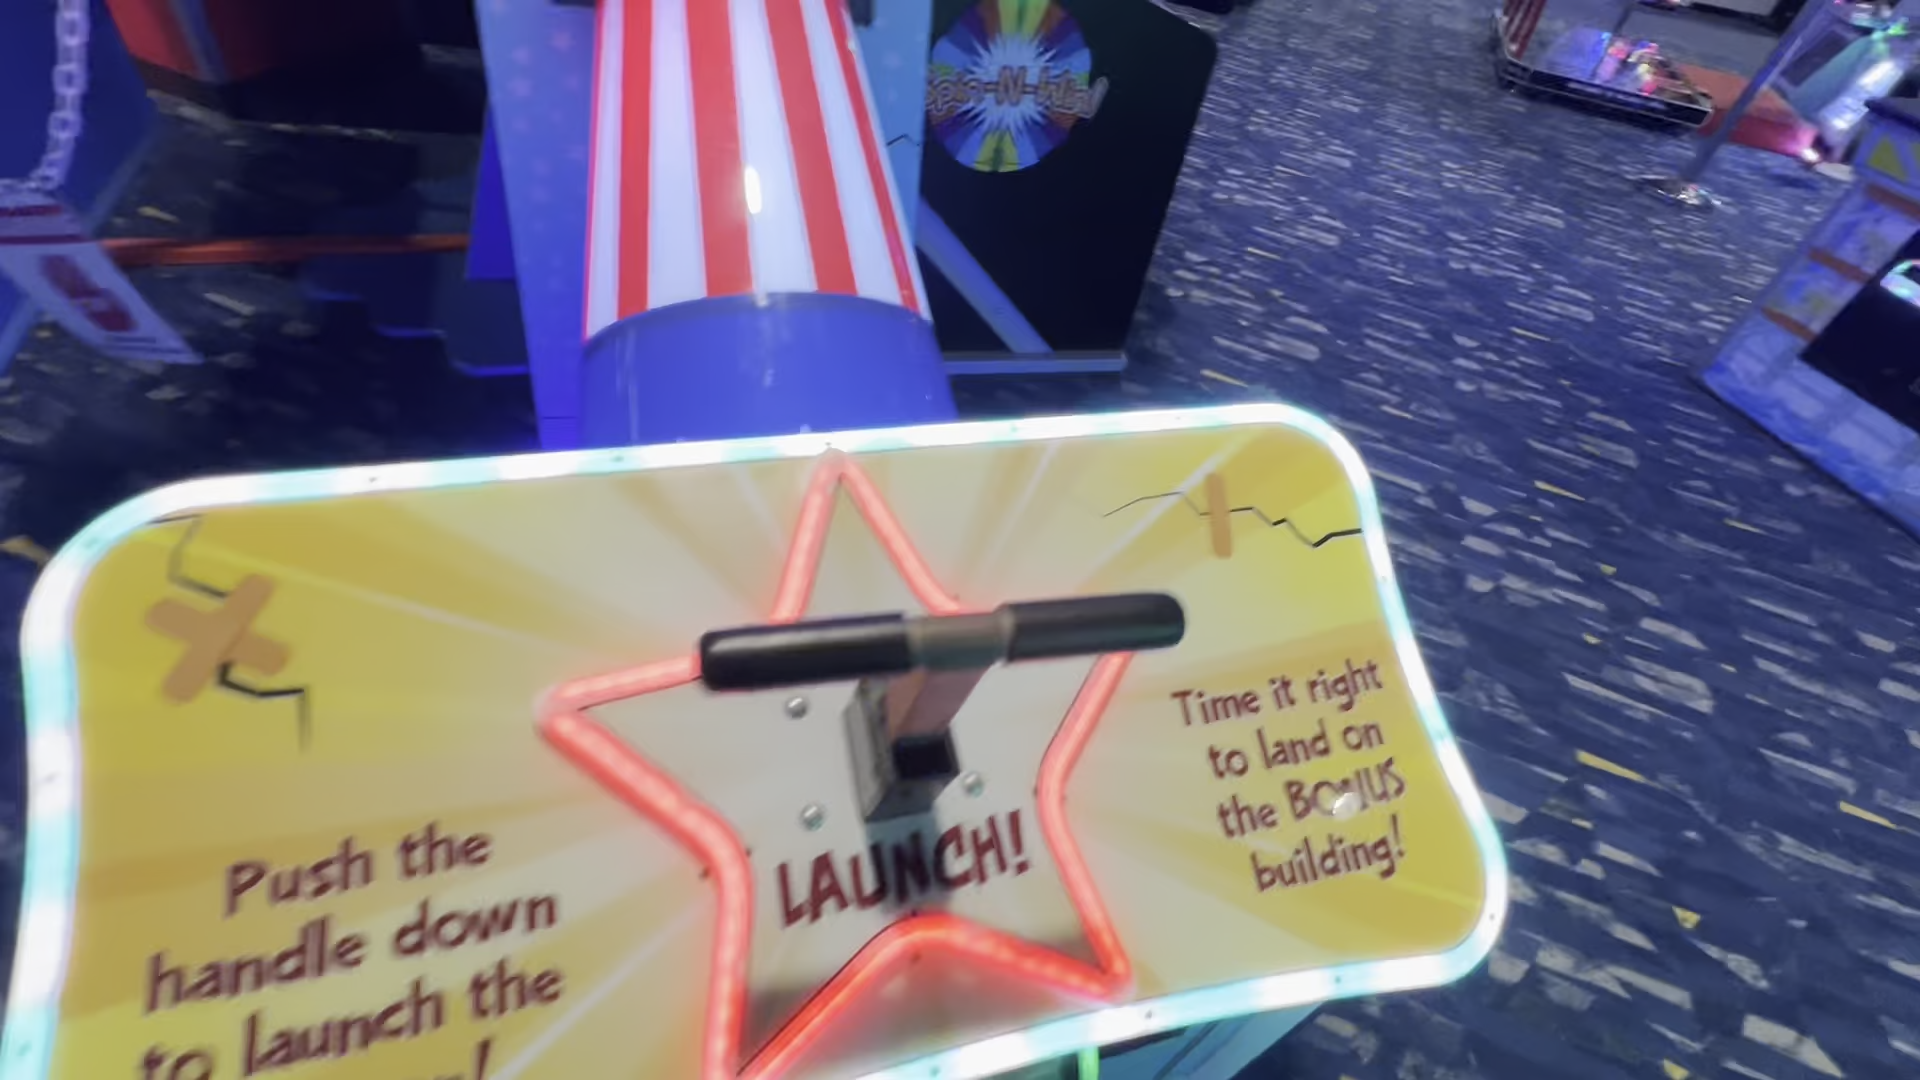 Spin-N-Win!
Push the
handle down
to launch the
LAUNCH!
Time it right
to land on
the BONUS
building!